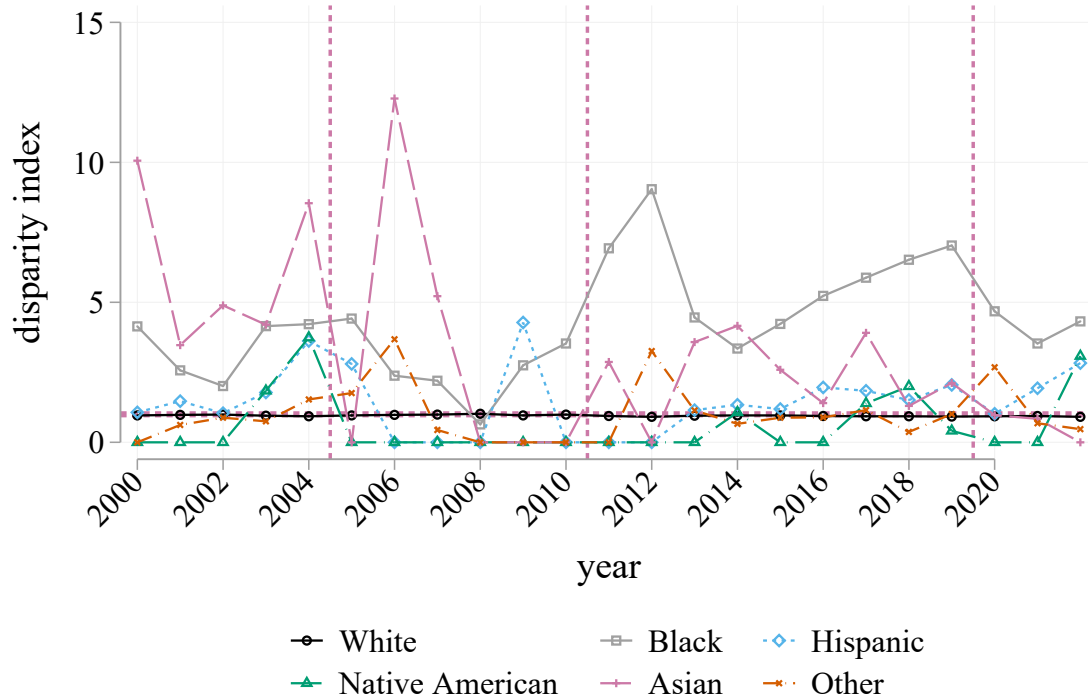 15
10
5
0
disparity index
2000 2002 2004 2006 2008 2010 2012 2014 2016 2018 2020
year
White Black Hispanic
Native American Asian Other